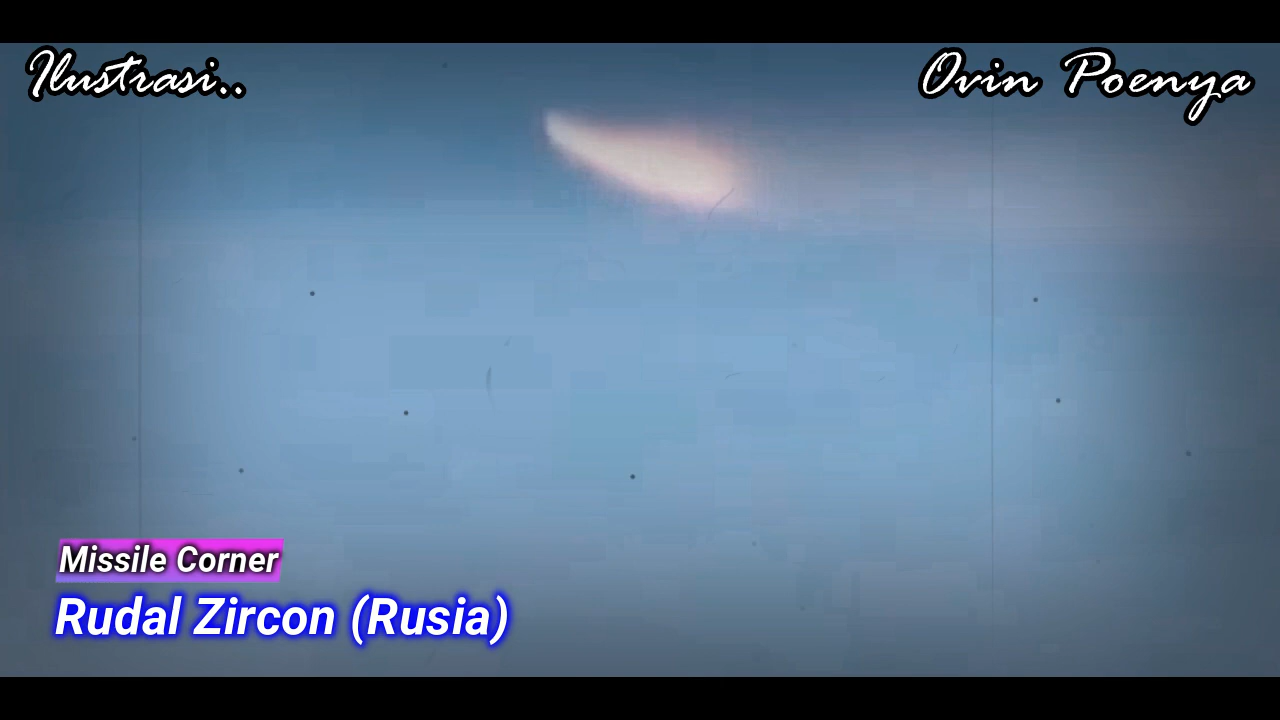 Ilustrasi..
Ovin Poenya
Missile Corner
Rudal Zircon (Rusia)